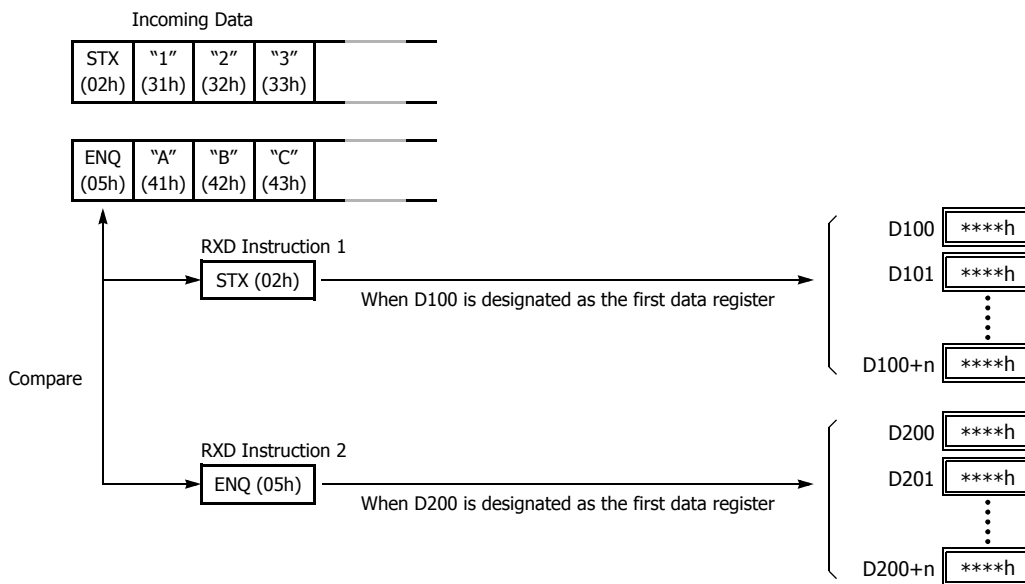 Incoming Data
STX “1” “2” “3”
(02h) (31h) (32h) (33h)
ENQ “A” “B” “C”
(05h) (41h) (42h) (43h)
RXD Instruction 1
STX (02h)
When D100 is designated as the first data register
D100 ****h
D101 ****h
D100+n ****h
Compare
RXD Instruction 2
ENQ (05h)
When D200 is designated as the first data register
D200 ****h
D201 ****h
D200+n ****h